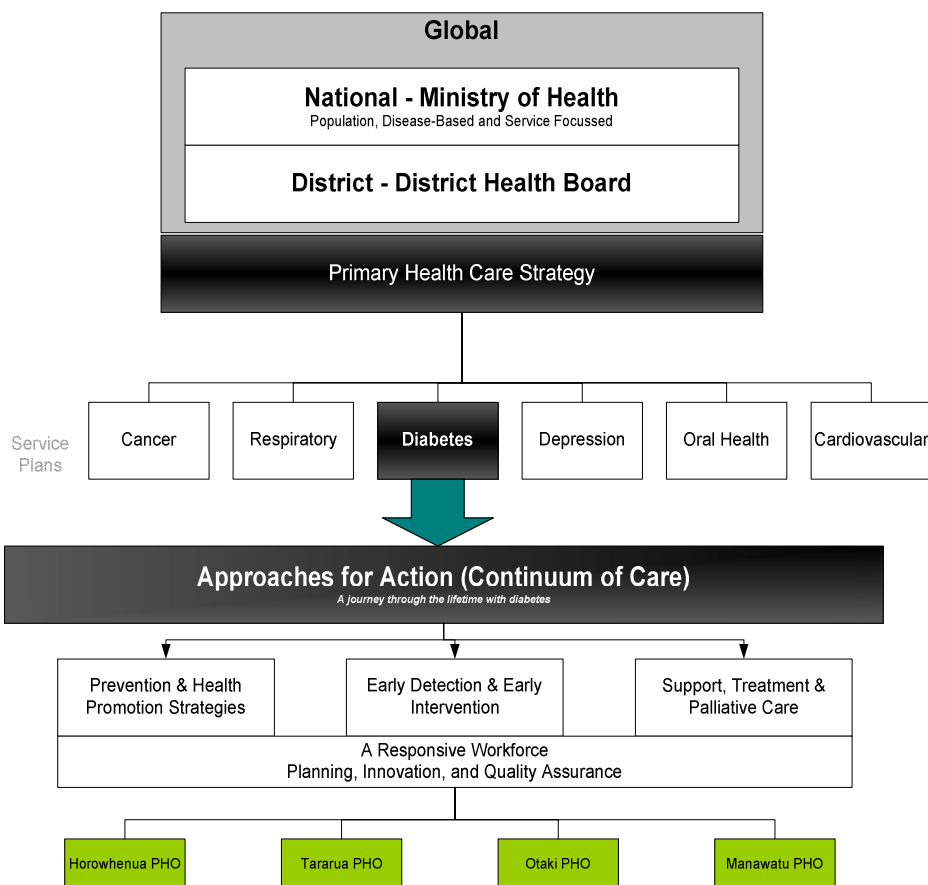 Global
National - Ministry of Health
Population, Disease-Based and Service Focussed
District - District Health Board
Primary Health Care Strategy
Service
Plans
Cancer
Respiratory
Diabetes
Depression
Oral Health
Cardiovascular
Approaches for Action (Continuum of Care)
A journey through the lifetime with diabetes
Prevention & Health
Promotion Strategies
Early Detection & Early
Intervention
Support, Treatment &
Palliative Care
A Responsive Workforce
Planning, Innovation, and Quality Assurance
Horowhenua PHO
Tararua PHO
Otaki PHO
Manawatu PHO